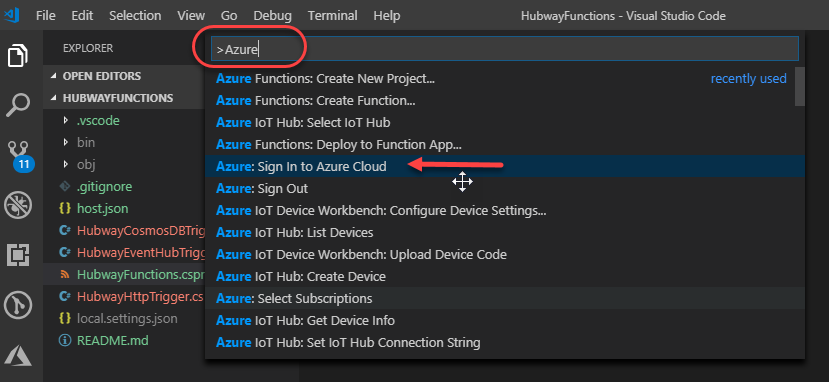 File Edit Selection View Go Debug Terminal Help HubwayFunctions - Visual Studio Code
EXPLORER
>Azure
OPEN EDITORS
HUBWAYFUNCTIONS
.vscode
bin
obj
.gitignore
{ } host.json
C# HubwayCosmosDBTrig
C# HubwayEventHubTrigg
HubwayFunctions.cspr
C# HubwayHttpTrigger.cs
{ } local.settings.json
README.md
11
Azure Functions: Create New Project... recently used
Azure Functions: Create Function...
Azure IoT Hub: Select IoT Hub
Azure Functions: Deploy to Function App...
Azure: Sign In to Azure Cloud
Azure: Sign Out
Azure IoT Device Workbench: Configure Device Settings...
Azure IoT Hub: List Devices
Azure IoT Device Workbench: Upload Device Code
Azure IoT Hub: Create Device
Azure: Select Subscriptions
Azure IoT Hub: Get Device Info
Azure IoT Hub: Set IoT Hub Connection String